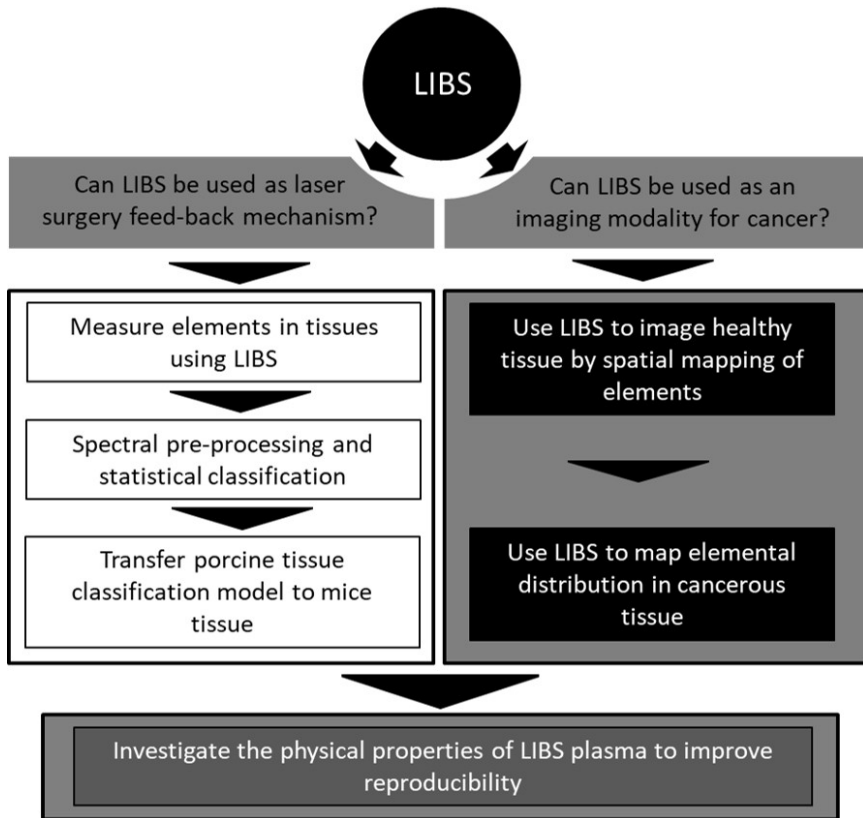 LIBS
Can LIBS be used as laser
surgery feed-back mechanism?
Can LIBS be used as an
imaging modality for cancer?
Measure elements in tissues
using LIBS
Spectral pre-processing and
statistical classification
Transfer porcine tissue
classification model to mice
tissue
Use LIBS to image healthy
tissue by spatial mapping of
elements
Use LIBS to map elemental
distribution in cancerous
tissue
Investigate the physical properties of LIBS plasma to improve
reproducibility